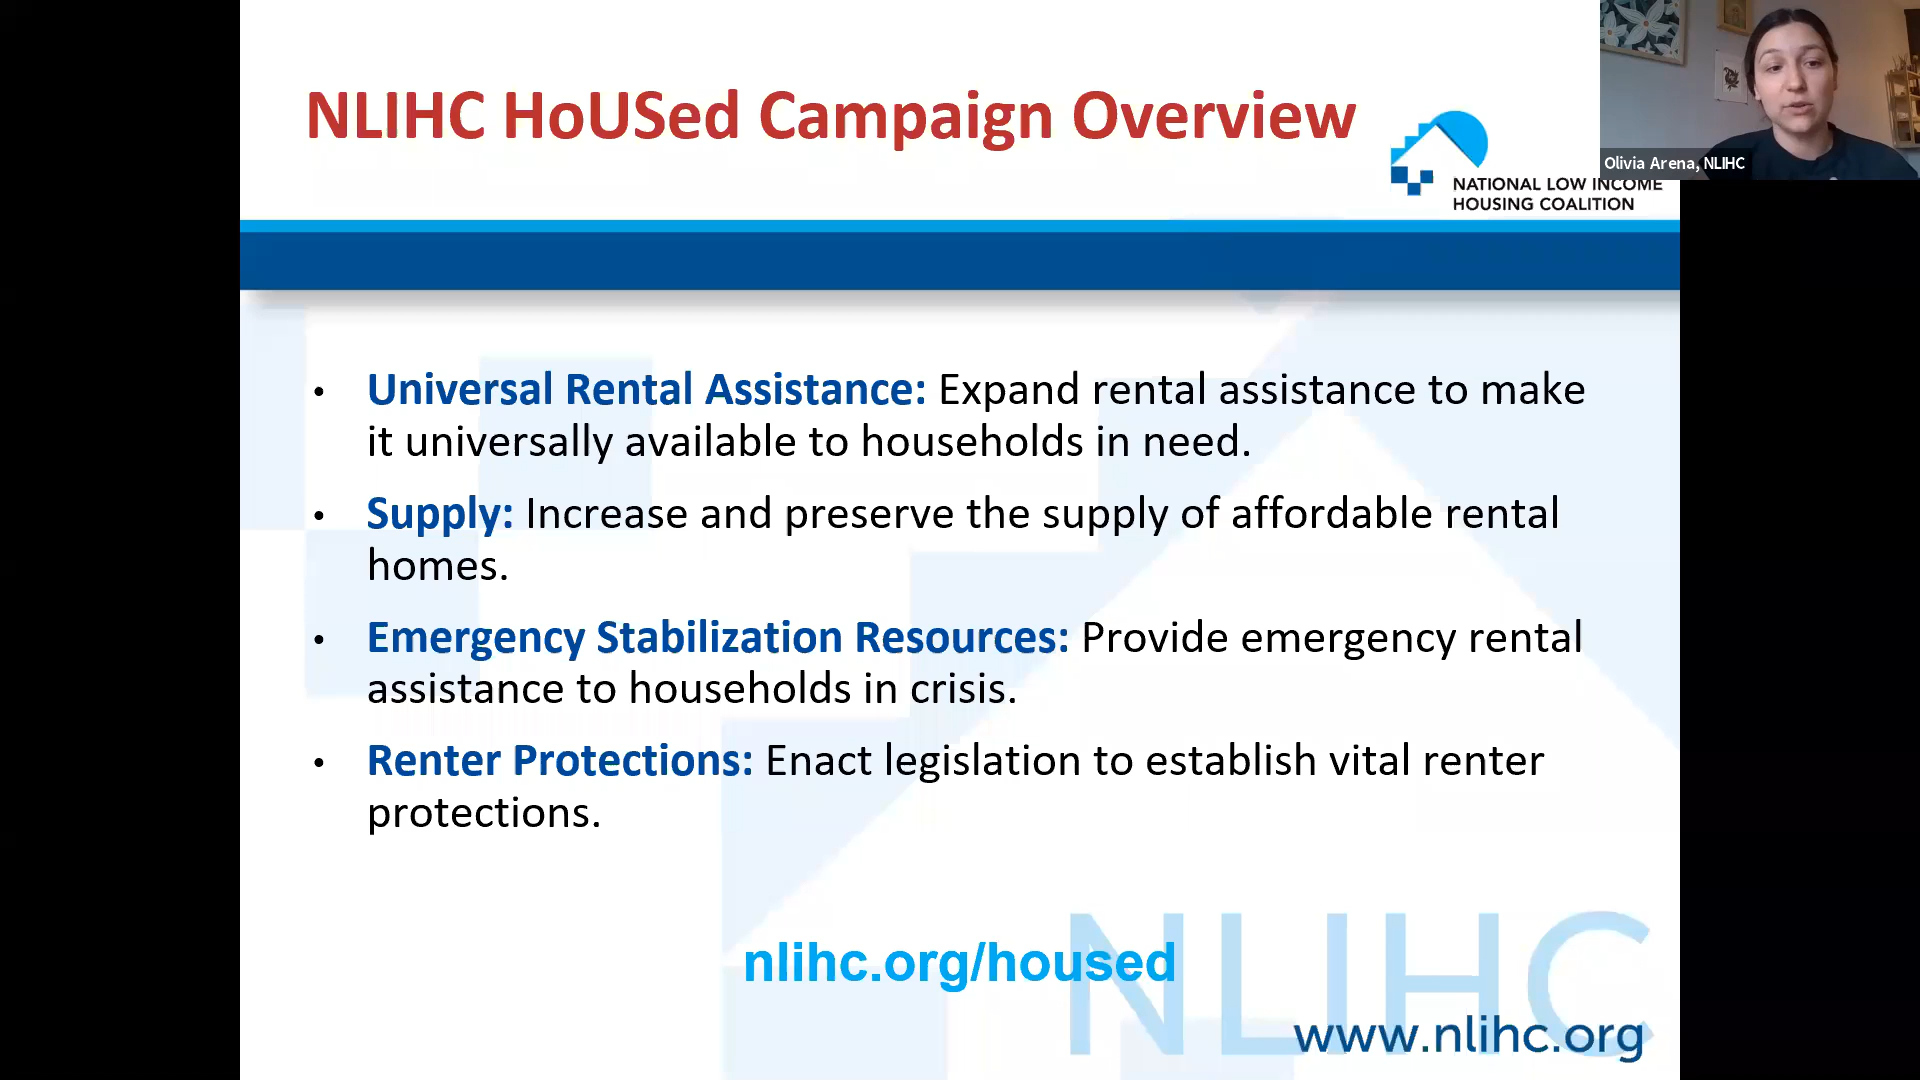 NLIHC HoUSed Campaign Overview
NATIONAL LOW INCOME
HOUSING COALITION
Olivia Arena, NLIHC
• Universal Rental Assistance: Expand rental assistance to make
it universally available to households in need.
• Supply: Increase and preserve the supply of affordable rental
homes.
• Emergency Stabilization Resources: Provide emergency rental
assistance to households in crisis.
• Renter Protections: Enact legislation to establish vital renter
protections.
nlihc.org/housed
NLIHC
www.nlihc.org